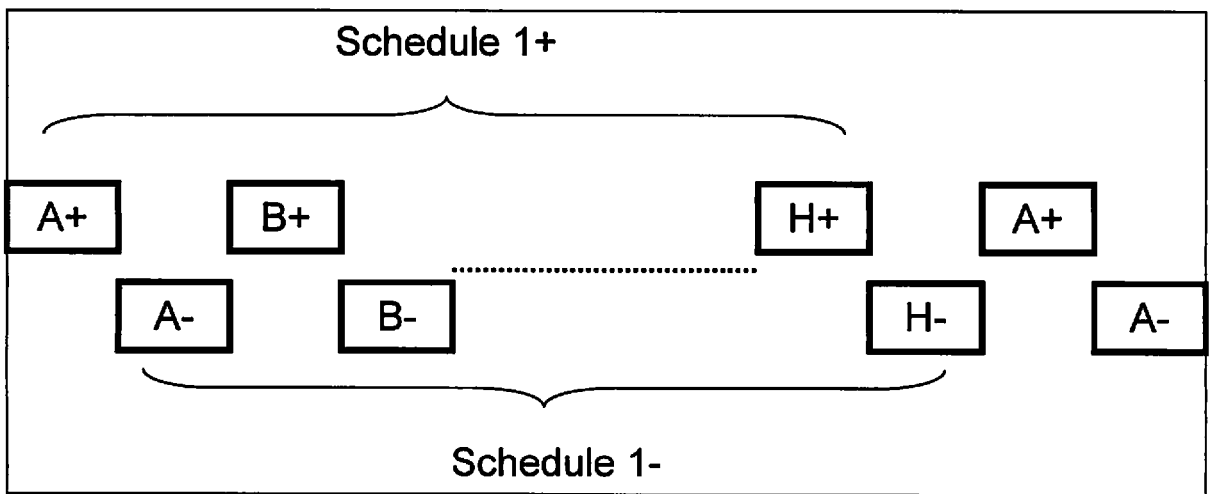 Schedule 1+
A+ B+ H+ A+
A- B- H- A-
Schedule 1-